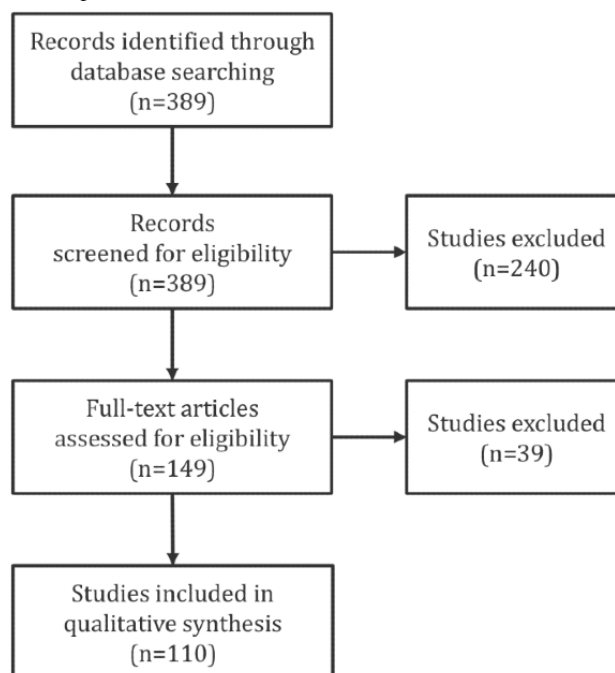 Records identified through
database searching
(n=389)
Records
screened for eligibility
(n=389)
Studies excluded
(n=240)
Full-text articles
assessed for eligibility
(n=149)
Studies excluded
(n=39)
Studies included in
qualitative synthesis
(n=110)